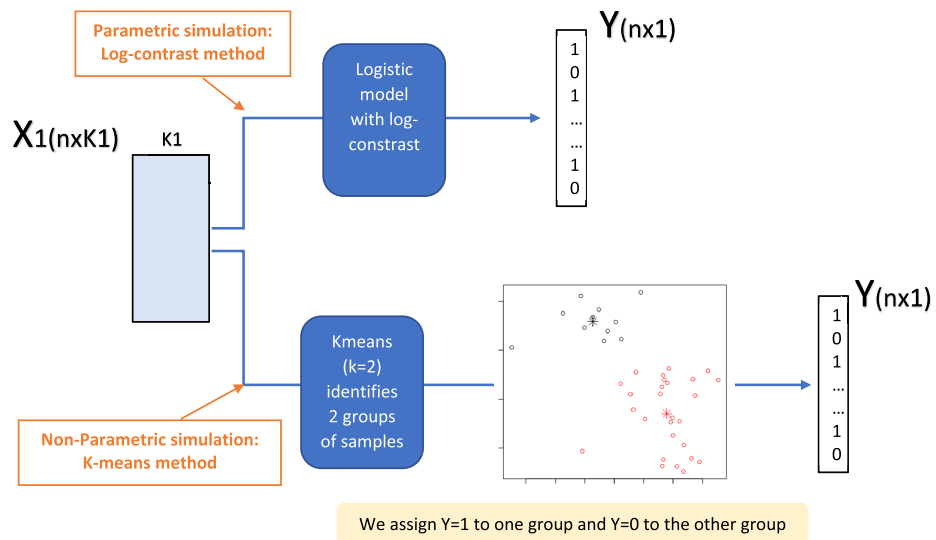 Parametric simulation:
Log-contrast method
X1(nxK1)
K1
Logistic
model
with log-
constrast
Y(nx1)
1
0
1
...
...
1
0
Non-Parametric simulation:
K-means method
Kmeans
(k=2)
identifies
2 groups
of samples
Y(nx1)
1
0
1
...
...
1
0
We assign Y=1 to one group and Y=0 to the other group